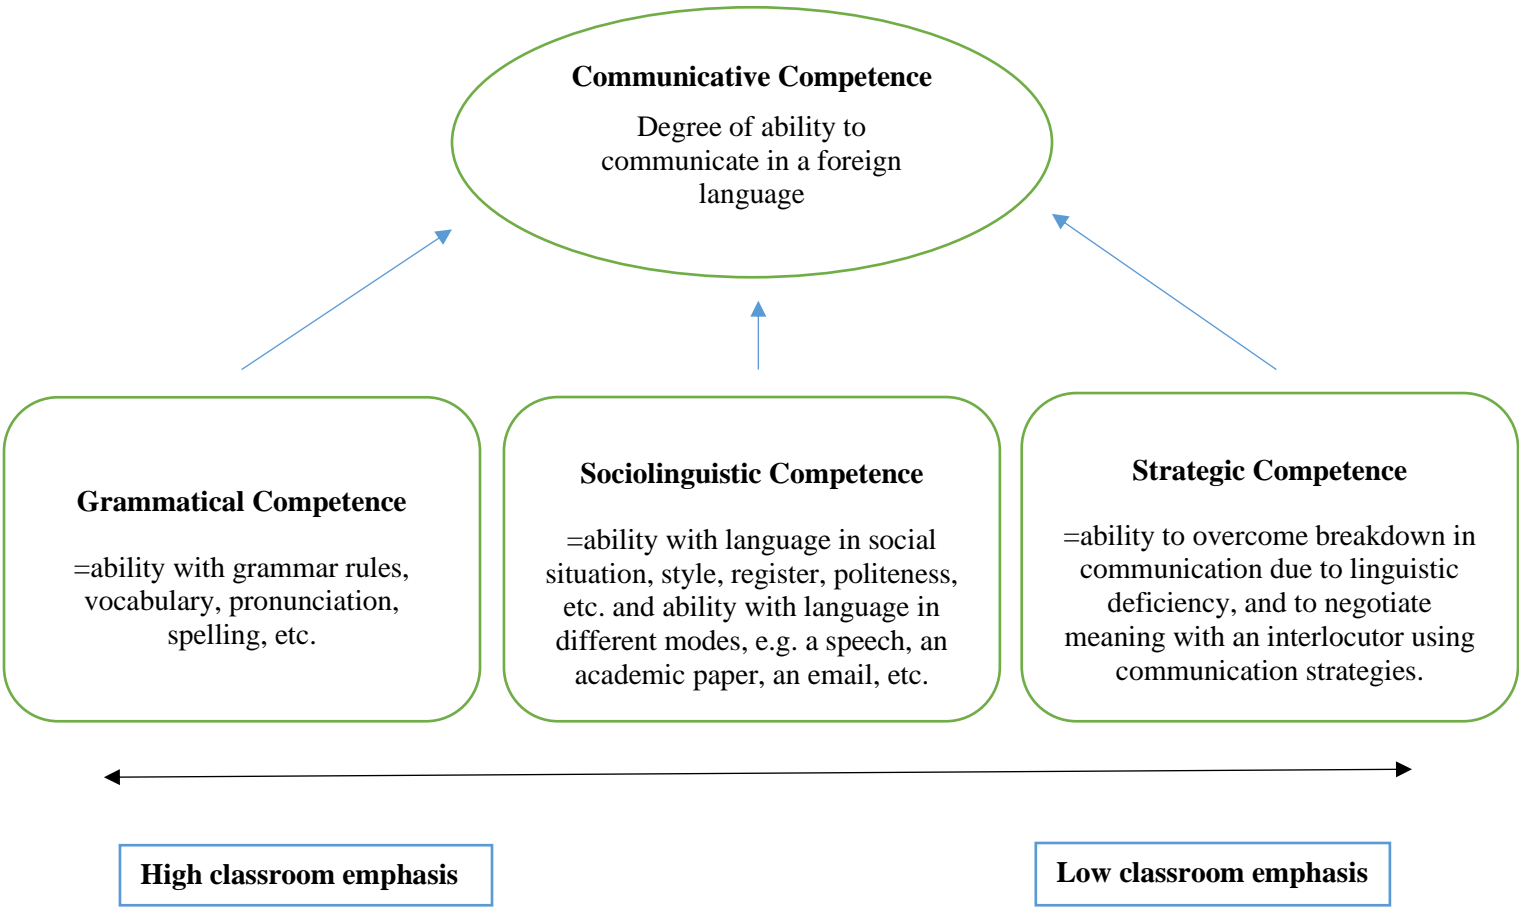 Communicative Competence
Degree of ability to
communicate in a foreign
language
Grammatical Competence
=ability with grammar rules,
vocabulary, pronunciation,
spelling, etc.
Sociolinguistic Competence
=ability with language in social
situation, style, register, politeness,
etc. and ability with language in
different modes, e.g. a speech, an
academic paper, an email, etc.
Strategic Competence
=ability to overcome breakdown in
communication due to linguistic
deficiency, and to negotiate
meaning with an interlocutor using
communication strategies.
High classroom emphasis
Low classroom emphasis